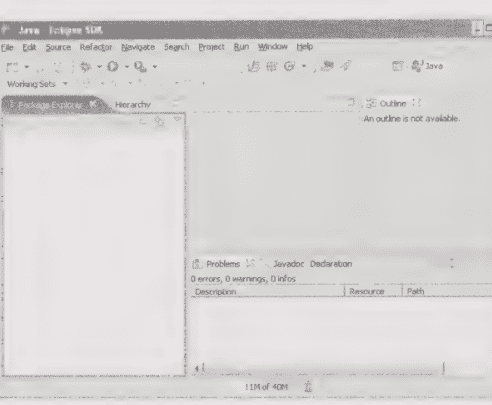 Java - Eclipse SDK
File Edit Source Refactor Navigate Search Project Run Window Help
Java
Working Sets
Package Explorer Hierarchy
Outline
An outline is not available.
Problems Javadoc Declaration
0 errors, 0 warnings, 0 infos
Description Resource Path
11M of 40M